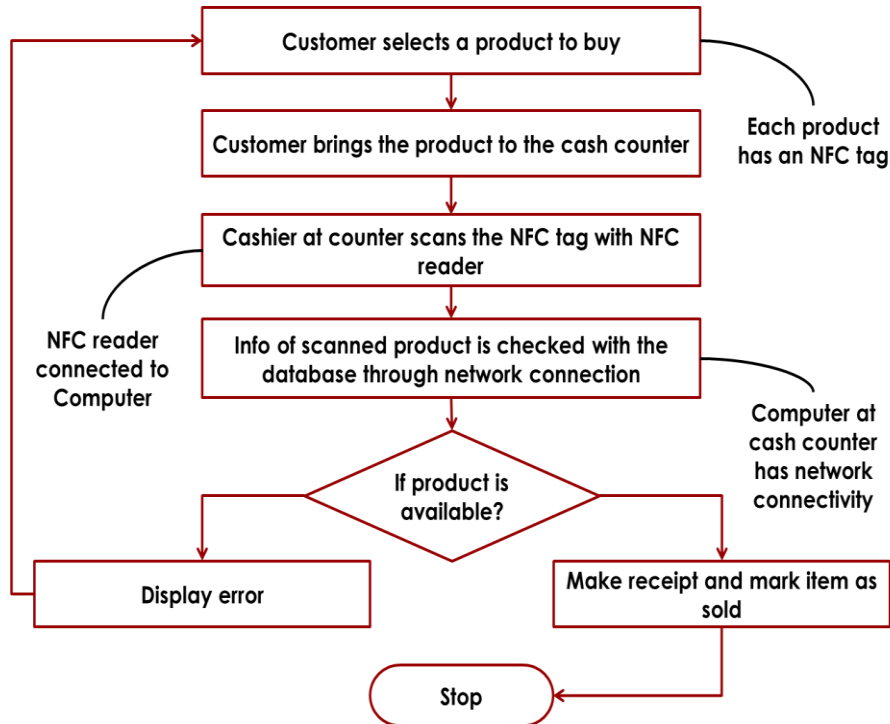 Customer selects a product to buy
Each product
has an NFC tag
Customer brings the product to the cash counter
Cashier at counter scans the NFC tag with NFC
reader
NFC reader
connected to
Computer
Info of scanned product is checked with the
database through network connection
Computer at
cash counter
has network
connectivity
If product is
available?
Display error
Make receipt and mark item as
sold
Stop